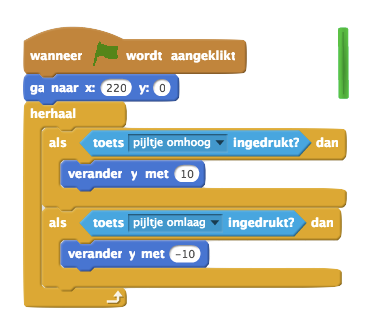 wanneer wordt aangeklikt
ga naar x: 220 y: 0
herhaal
als toets pijltje omhoog ingedrukt? dan
verander y met 10
als toets pijltje omlaag ingedrukt? dan
verander y met -10